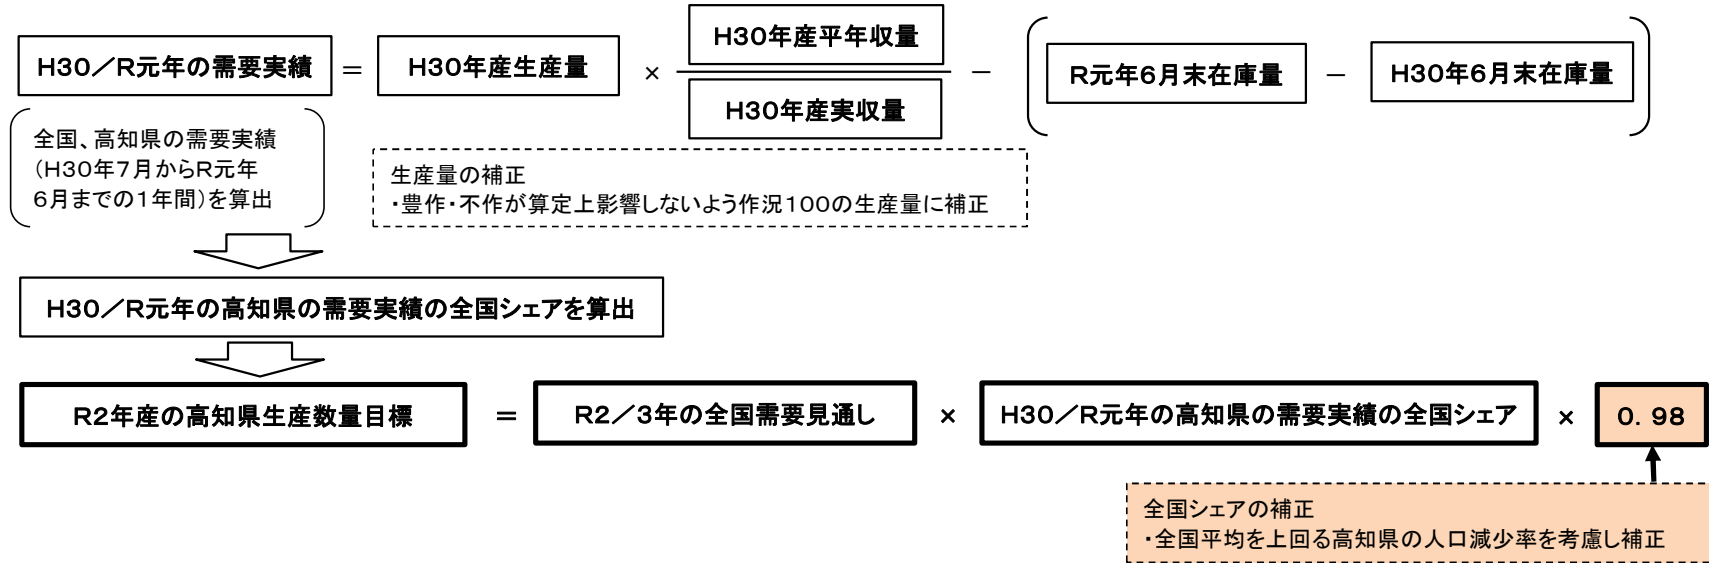 H30年産平年収量
H30／R元年の需要実績 ＝ H30年産生産量 × － R元年6月末在庫量 － H30年6月末在庫量
H30年産実収量
全国、高知県の需要実績
（H30年7月からR元年
6月までの1年間）を算出
生産量の補正
・豊作・不作が算定上影響しないよう作況100の生産量に補正
H30／R元年の高知県の需要実績の全国シェアを算出
R2年産の高知県生産数量目標 ＝ R2／3年の全国需要見通し × H30／R元年の高知県の需要実績の全国シェア × 0．98
全国シェアの補正
・全国平均を上回る高知県の人口減少率を考慮し補正